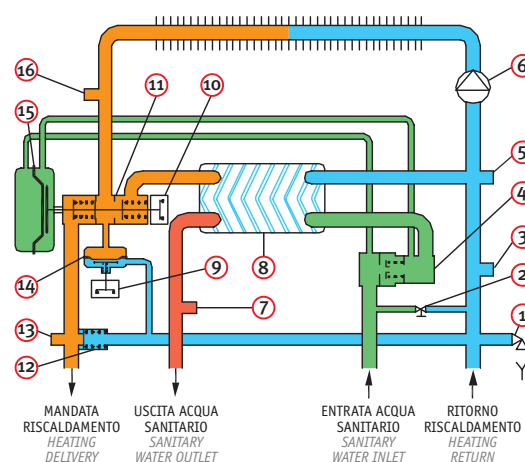 16
6
15
11
10
5
4
3
14
9
8
2
7
1
13
12
MANDATA
RISCALDAMENTO
HEATING
DELIVERY
USCITA ACQUA
SANITARIO
SANITARY
WATER OUTLET
ENTRATA ACQUA
SANITARIO
SANITARY
WATER INLET
RITORNO
RISCALDAMENTO
HEATING
RETURN